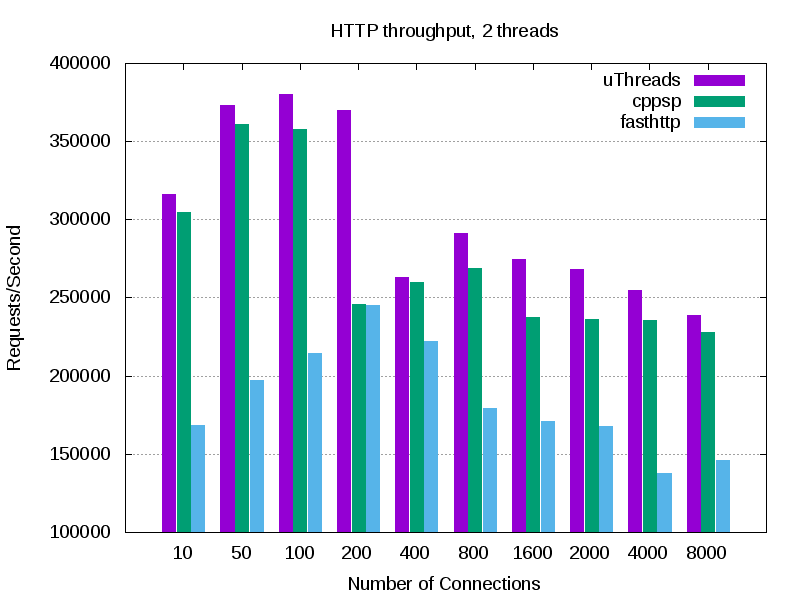 HTTP throughput, 2 threads
400000
350000
300000
250000
200000
150000
100000
Requests/Second
uThreads
cppsp
fasthttp
10 50 100 200 400 800 1600 2000 4000 8000
Number of Connections